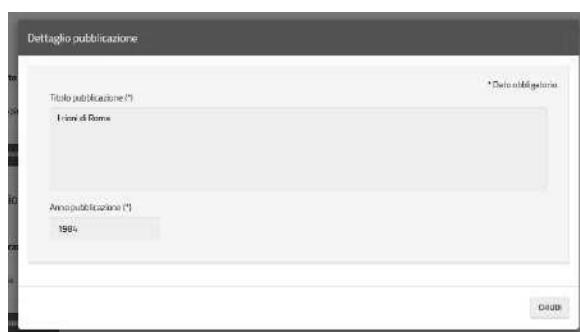 Dettaglio pubblicazione
* Dato obbligatorio
Titolo pubblicazione (*)
I rioni di Roma
Anno pubblicazione (*)
1984
CHIUDI